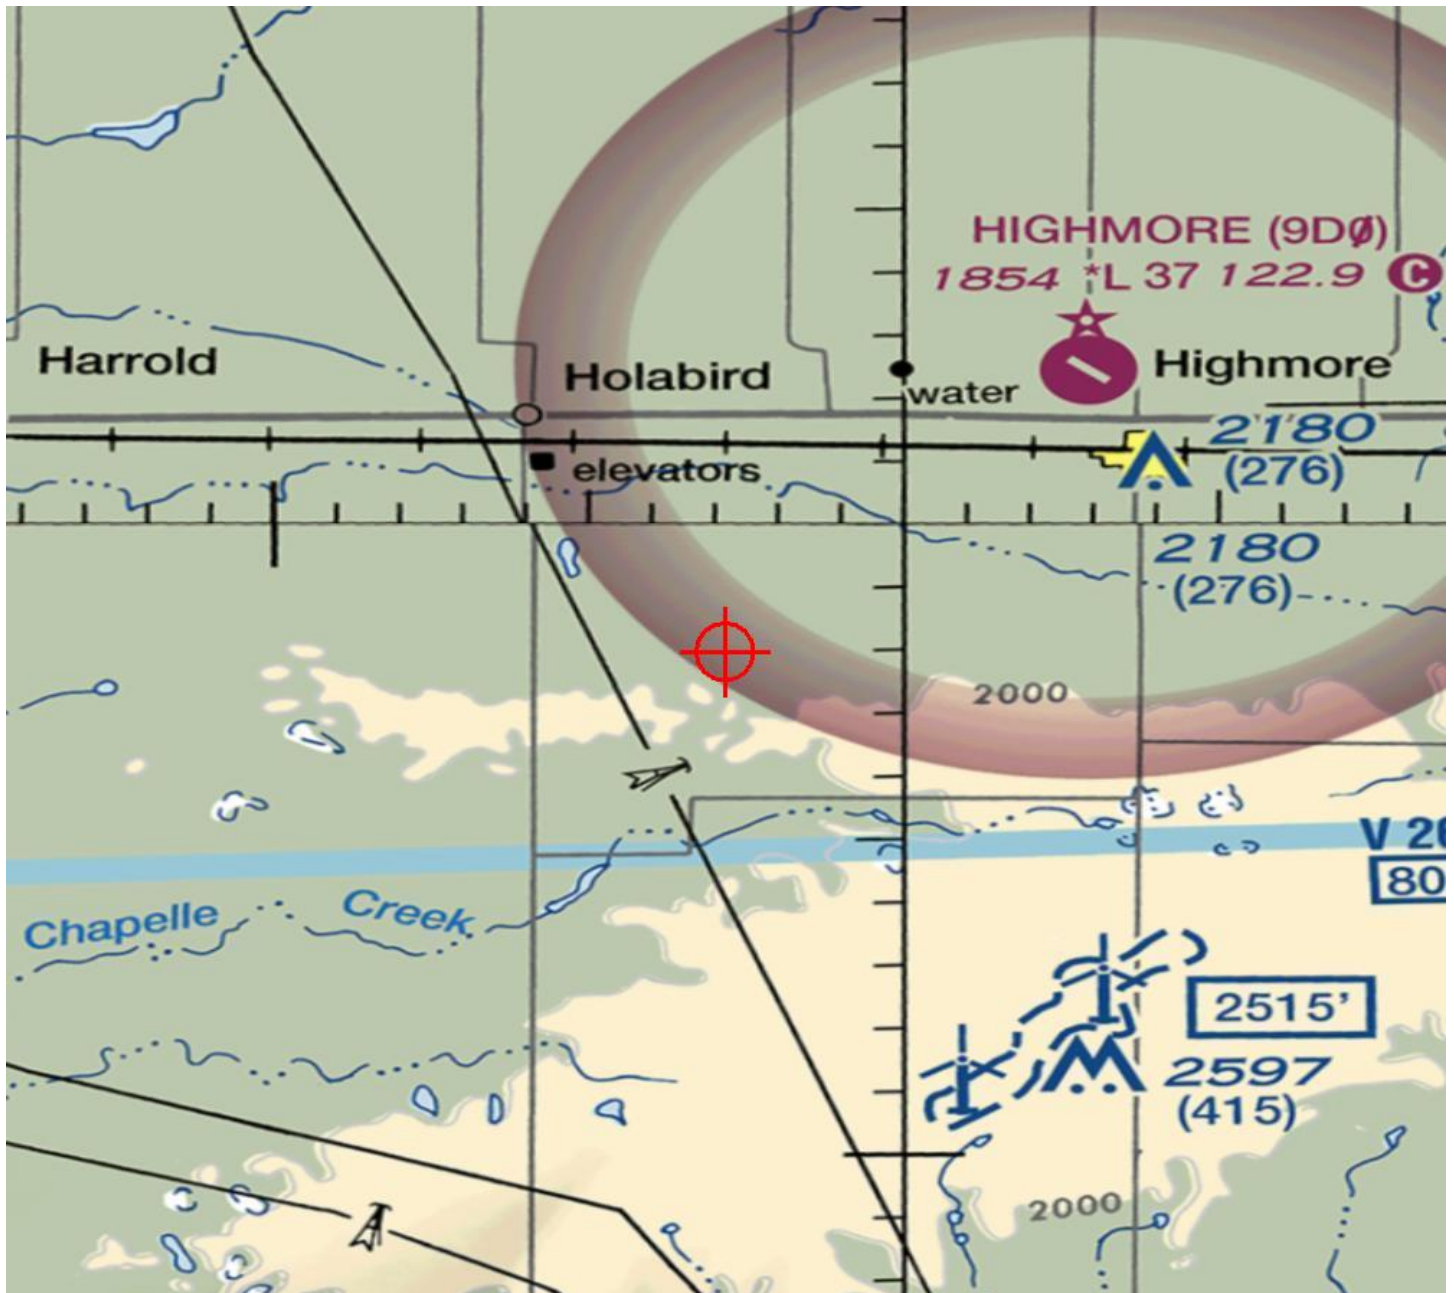 HIGHMORE (9DØ)
1854 *L 37 122.9 C
Harrold
Holabird
Highmore
water
2180
(276)
elevators
2180
(276)
2000
V 26
80
Chapelle Creek
2515'
2597
(415)
2000